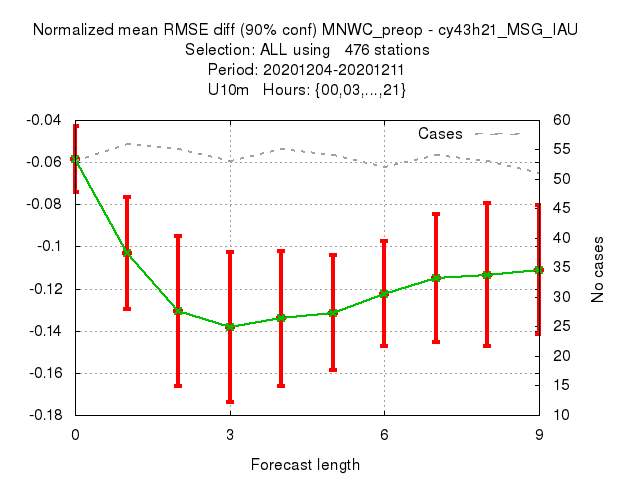 Normalized mean RMSE diff (90% conf) MNWC_preop - cy43h21_MSG_IAU
Selection: ALL using   476 stations
Period: 20201204-20201211
U10m   Hours: {00,03,...,21}
Cases
-0.04
-0.06
-0.08
-0.1
-0.12
-0.14
-0.16
-0.18
60
55
50
45
40
35
30
25
20
15
10
No cases
0 3 6 9
Forecast length